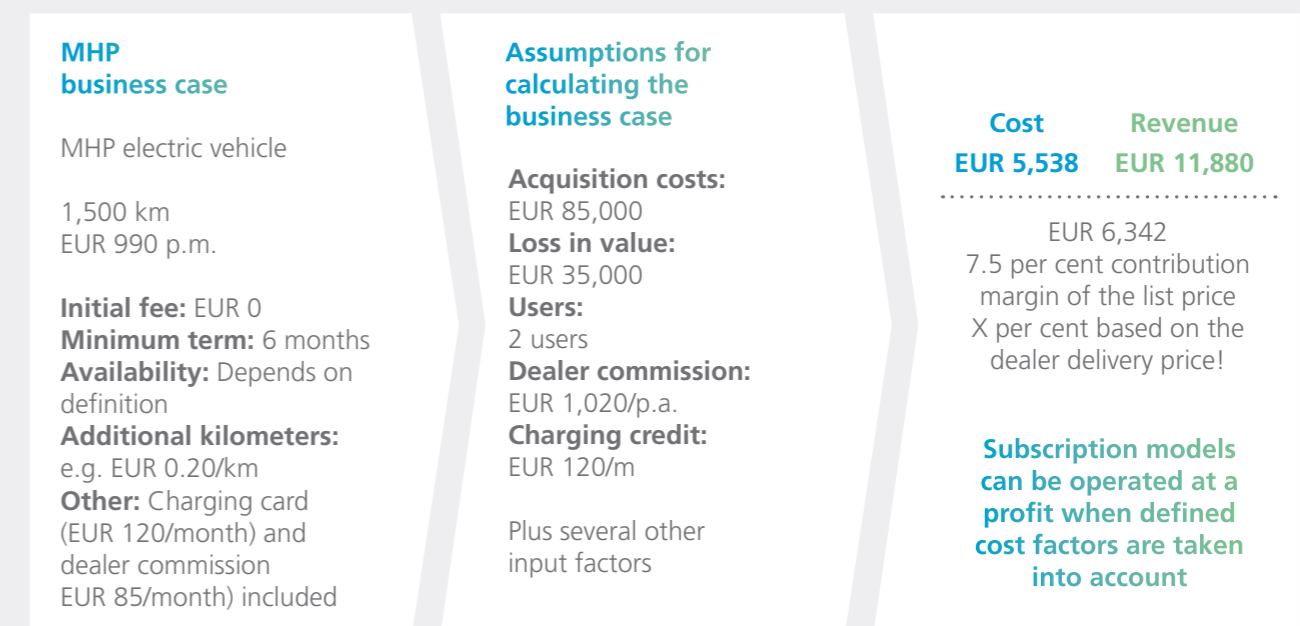 MHP
business case
MHP electric vehicle
1,500 km
EUR 990 p.m.
Initial fee: EUR 0
Minimum term: 6 months
Availability: Depends on
definition
Additional kilometers:
e.g. EUR 0.20/km
Other: Charging card
(EUR 120/month) and
dealer commission
EUR 85/month) included
Assumptions for
calculating the
business case
Acquisition costs:
EUR 85,000
Loss in value:
EUR 35,000
Users:
2 users
Dealer commission:
EUR 1,020/p.a.
Charging credit:
EUR 120/m
Plus several other
input factors
Cost Revenue
EUR 5,538 EUR 11,880
EUR 6,342
7.5 per cent contribution
margin of the list price
X per cent based on the
dealer delivery price!
Subscription models
can be operated at a
profit when defined
cost factors are taken
into account